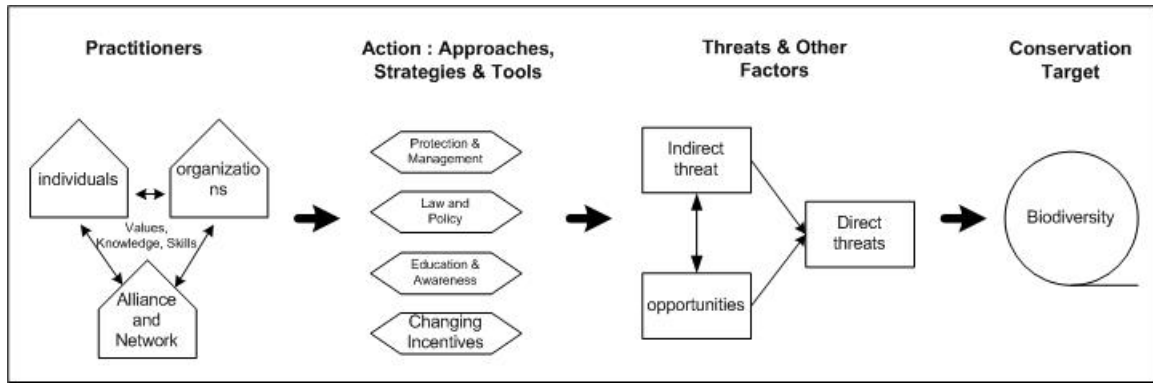 Practitioners
individuals
organizatio
ns
Values,
Knowledge, Skills
Alliance
and
Network
Action : Approaches,
Strategies & Tools
Protection &
Management
Law and
Policy
Education &
Awareness
Changing
Incentives
Threats & Other
Factors
Indirect
threat
opportunities
Direct
threats
Conservation
Target
Biodiversity